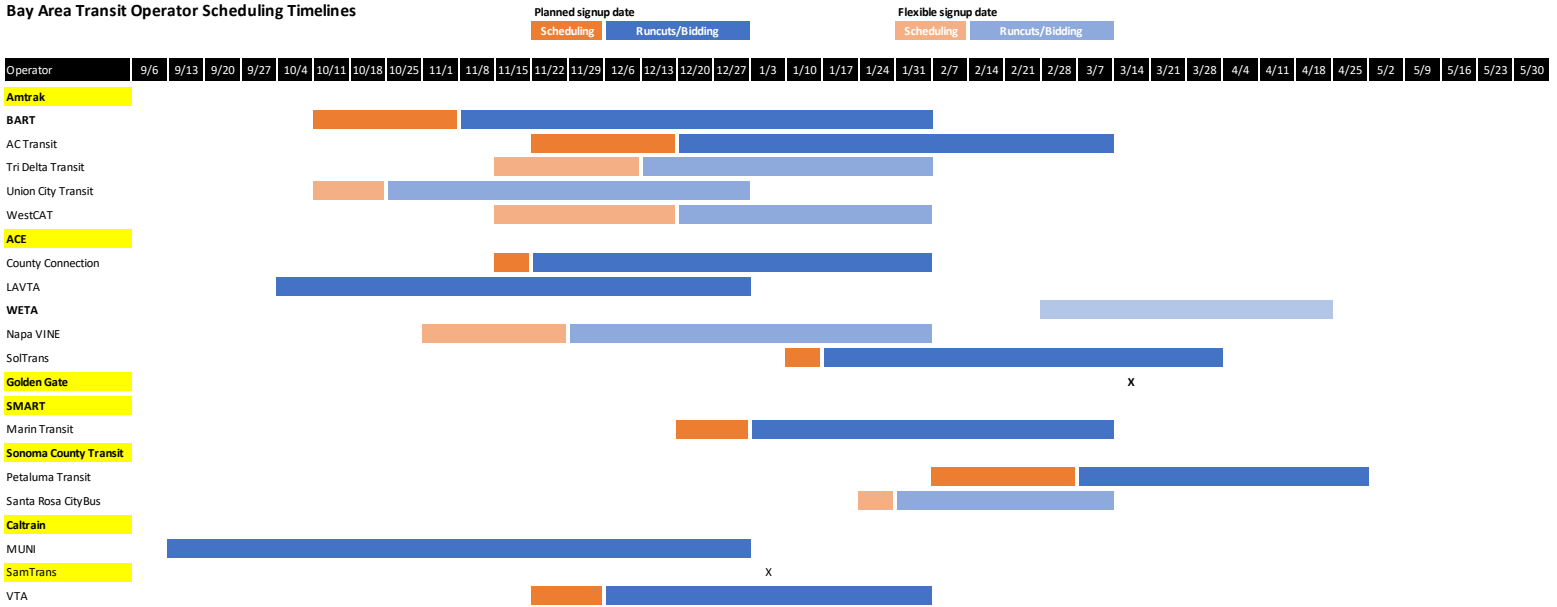 Bay Area Transit Operator Scheduling Timelines
Planned signup date
Flexible signup date
Scheduling Runcuts/Bidding
Scheduling Runcuts/Bidding
Operator 9/6 9/13 9/20 9/27 10/4 10/11 10/18 10/25 11/1 11/8 11/15 11/22 11/29 12/6 12/13 12/20 12/27 1/3 1/10 1/17 1/24 1/31 2/7 2/14 2/21 2/28 3/7 3/14 3/21 3/28 4/4 4/11 4/18 4/25 5/2 5/9 5/16 5/23 5/30
Amtrak
BART
AC Transit
Tri Delta Transit
Union City Transit
WestCAT
ACE
County Connection
LAVTA
WETA
Napa VINE
SolTrans
Golden Gate X
SMART
Marin Transit
Sonoma County Transit
Petaluma Transit
Santa Rosa CityBus
Caltrain
MUNI
SamTrans X
VTA